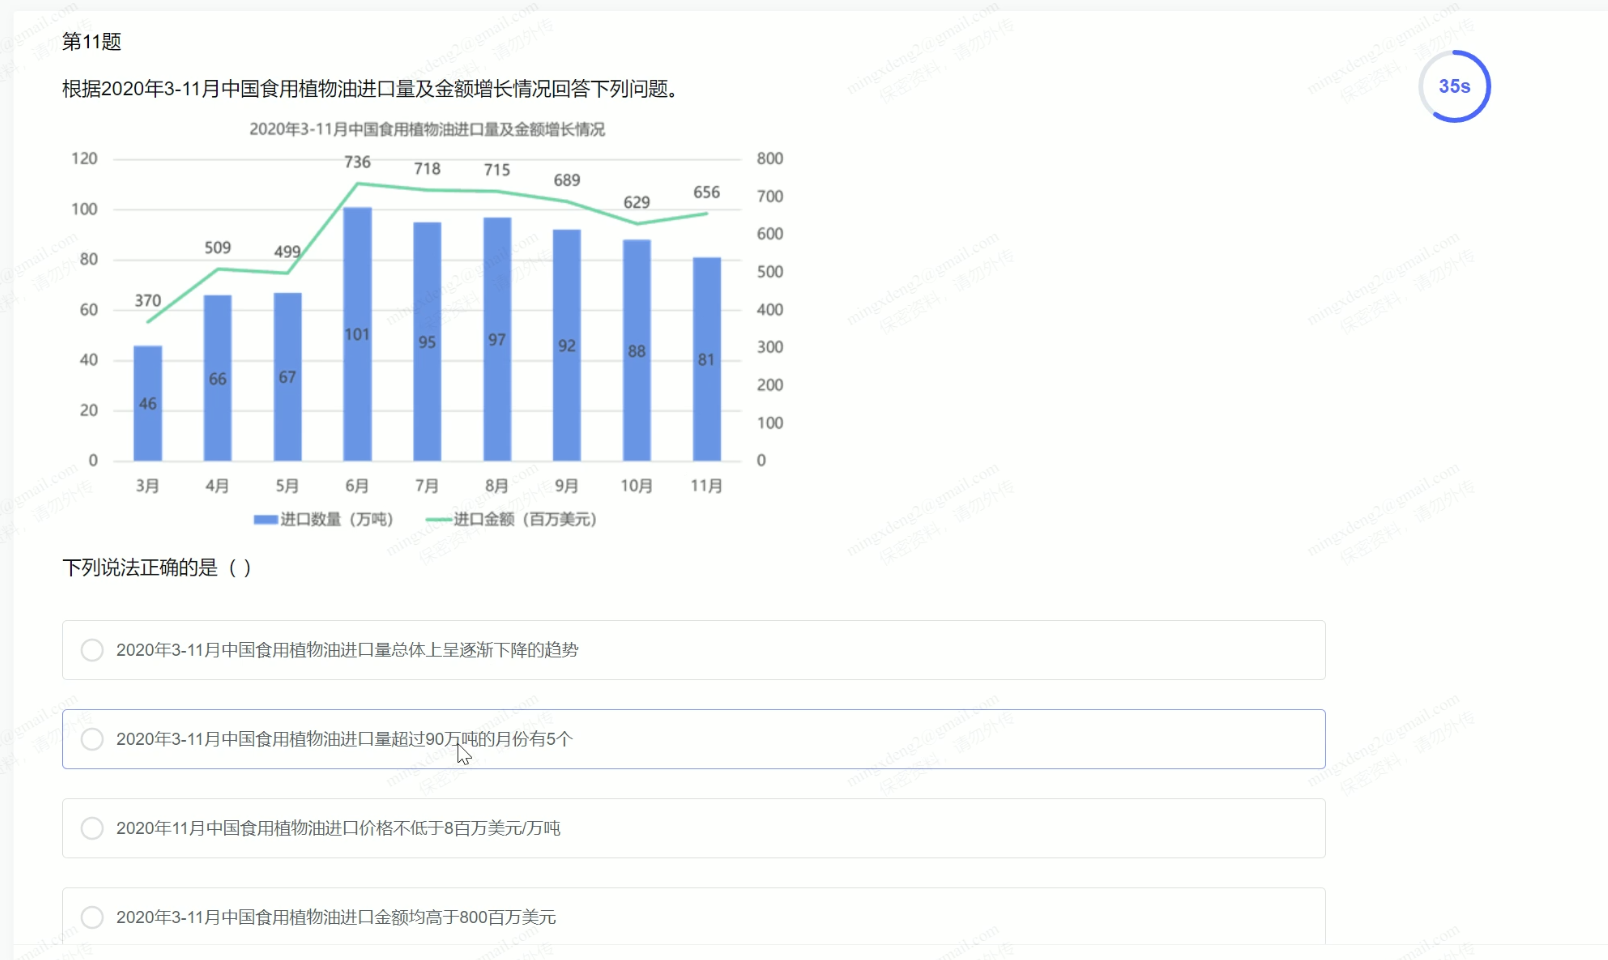 第11题
35s
根据2020年3-11月中国食用植物油进口量及金额增长情况回答下列问题。
2020年3-11月中国食用植物油进口量及金额增长情况
120 100 80 60 40 20 0
370 509 499 736 718 715 689 629 656
46 66 67 101 95 97 92 88 81
800 700 600 500 400 300 200 100 0
3月 4月 5月 6月 7月 8月 9月 10月 11月
进口数量（万吨） 进口金额（百万美元）
下列说法正确的是（ ）
2020年3-11月中国食用植物油进口量总体上呈逐渐下降的趋势
2020年3-11月中国食用植物油进口量超过90万吨的月份有5个
2020年11月中国食用植物油进口价格不低于8百万美元/万吨
2020年3-11月中国食用植物油进口金额均高于800百万美元
mingxdeng2@gmail.com
保密资料，请勿外传